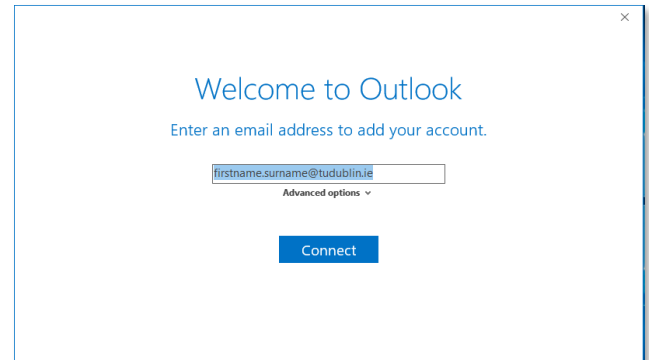 Welcome to Outlook
Enter an email address to add your account.
firstname.surname@tudublin.ie
Advanced options
Connect